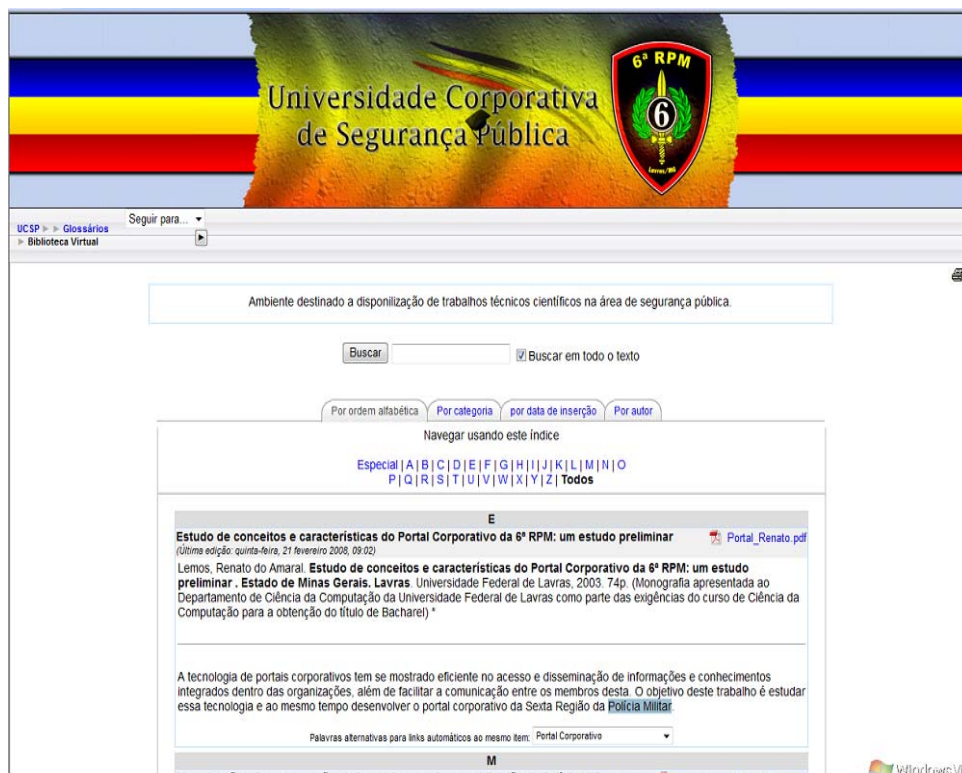 6ª RPM
Universidade Corporativa
de Segurança Pública
6
Lavras/MG
Seguir para...
UCSP ► ► Glossários
► Biblioteca Virtual
Ambiente destinado a disponilização de trabalhos técnicos científicos na área de segurança pública.
Buscar Buscar em todo o texto
Por ordem alfabética Por categoria por data de inserção Por autor
Navegar usando este índice
Especial | A | B | C | D | E | F | G | H | I | J | K | L | M | N | O
P | Q | R | S | T | U | V | W | X | Y | Z | Todos
E
Estudo de conceitos e características do Portal Corporativo da 6ª RPM: um estudo preliminar Portal_Renato.pdf
(Última edição: quinta-feira, 21 fevereiro 2008, 09:02)
Lemos, Renato do Amaral. Estudo de conceitos e características do Portal Corporativo da 6ª RPM: um estudo
preliminar . Estado de Minas Gerais. Lavras. Universidade Federal de Lavras, 2003. 74p. (Monografia apresentada ao
Departamento de Ciência da Computação da Universidade Federal de Lavras como parte das exigências do curso de Ciência da
Computação para a obtenção do título de Bacharel) *
A tecnologia de portais corporativos tem se mostrado eficiente no acesso e disseminação de informações e conhecimentos
integrados dentro das organizações, além de facilitar a comunicação entre os membros desta. O objetivo deste trabalho é estudar
essa tecnologia e ao mesmo tempo desenvolver o portal corporativo da Sexta Região da Polícia Militar.
Palavras alternativas para links automáticos ao mesmo item: Portal Corporativo
M